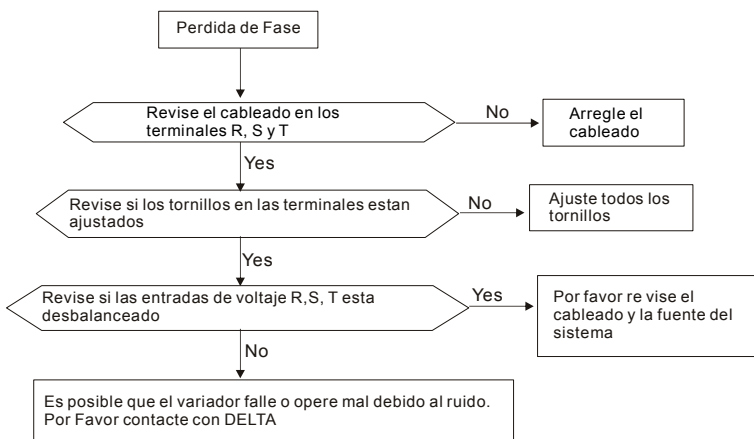 Perdida de Fase
Revise el cableado en los
terminales R, S y T
No
Arregle el
cableado
Yes
Revise si los tornillos en las terminales estan
ajustados
No
Ajuste todos los
tornillos
Yes
Revise si las entradas de voltaje R,S, T esta
desbalanceado
Yes
Por favor re vise el
cableado y la fuente del
sistema
No
Es posible que el variador falle o opere mal debido al ruido.
Por Favor contacte con DELTA